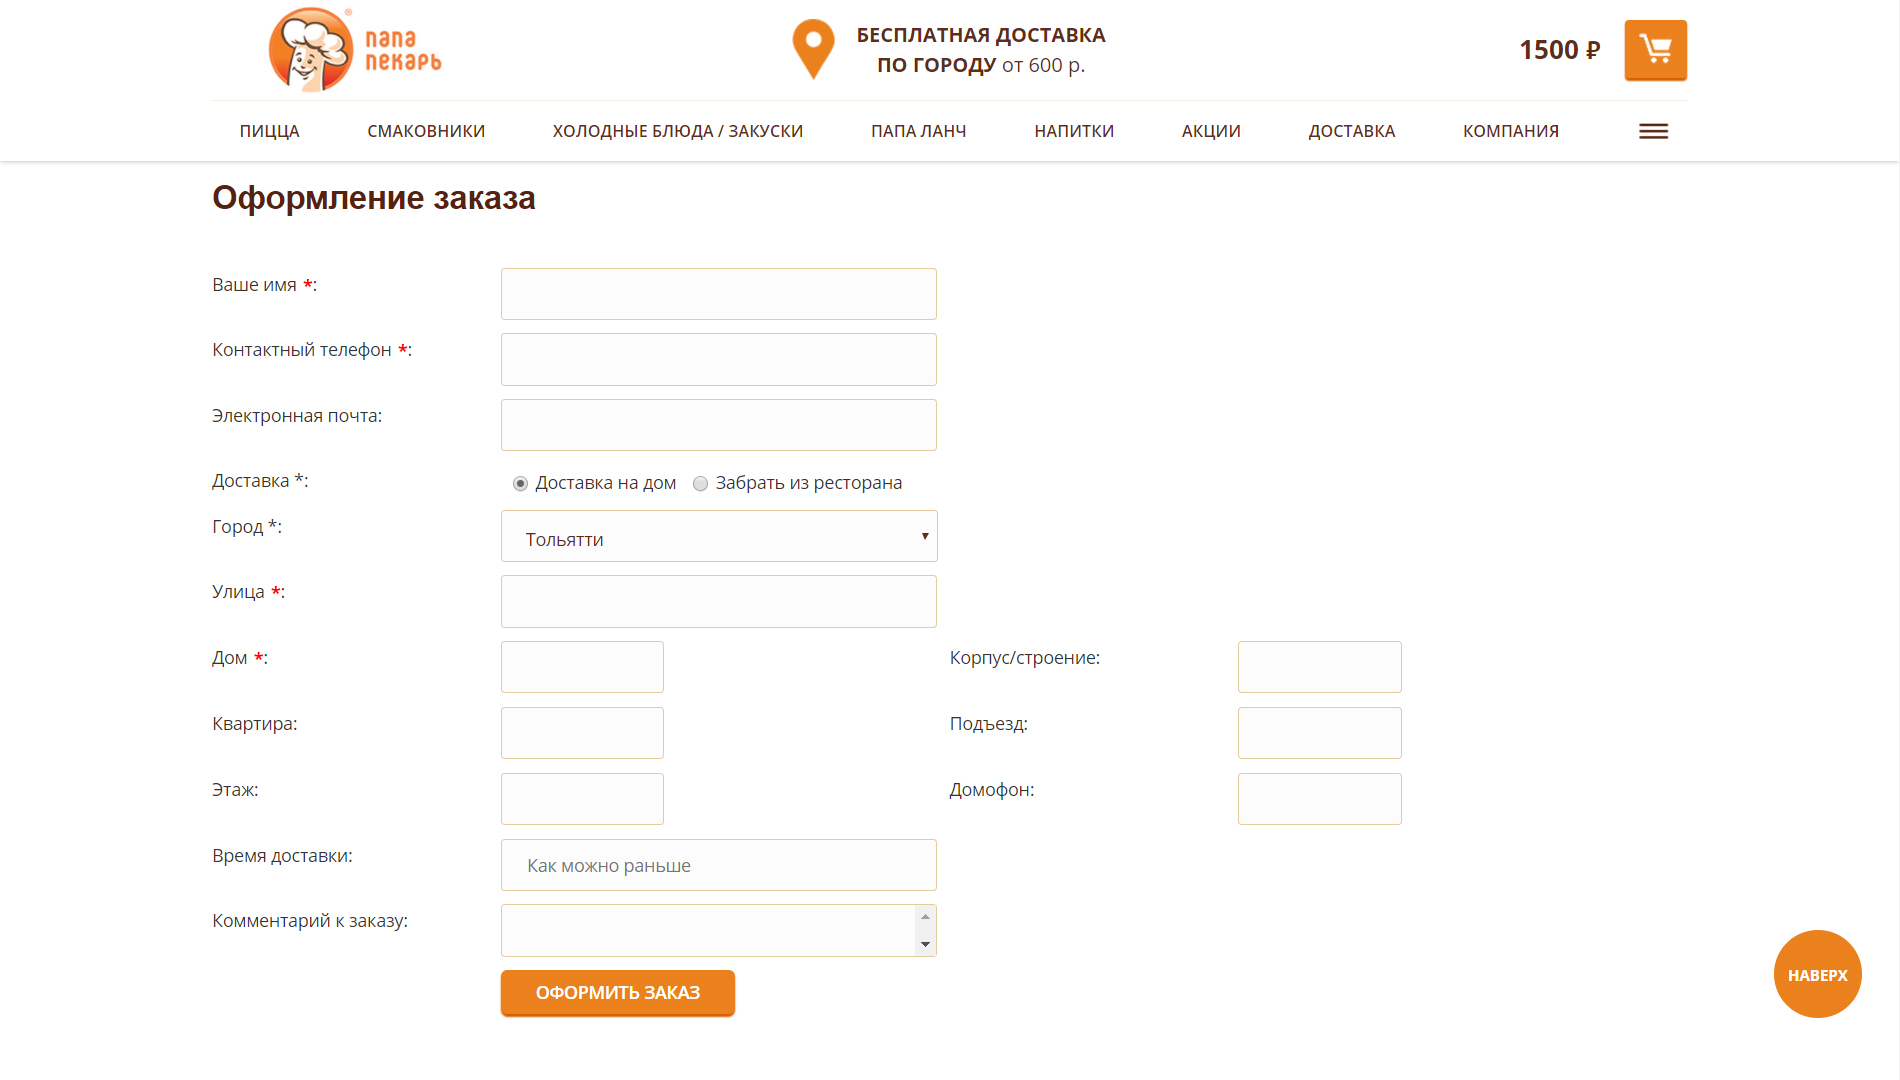 папа
пекарь
®
БЕСПЛАТНАЯ ДОСТАВКА
ПО ГОРОДУ от 600 р.
1500 ₽
ПИЦЦА СМАКОВНИКИ ХОЛОДНЫЕ БЛЮДА / ЗАКУСКИ ПАПА ЛАНЧ НАПИТКИ АКЦИИ ДОСТАВКА КОМПАНИЯ
Оформление заказа
Ваше имя *:
Контактный телефон *:
Электронная почта:
Доставка *: Доставка на дом Забрать из ресторана
Город *: Тольятти
Улица *:
Дом *: Корпус/строение:
Квартира: Подъезд:
Этаж: Домофон:
Время доставки: Как можно раньше
Комментарий к заказу:
ОФОРМИТЬ ЗАКАЗ
НАВЕРХ